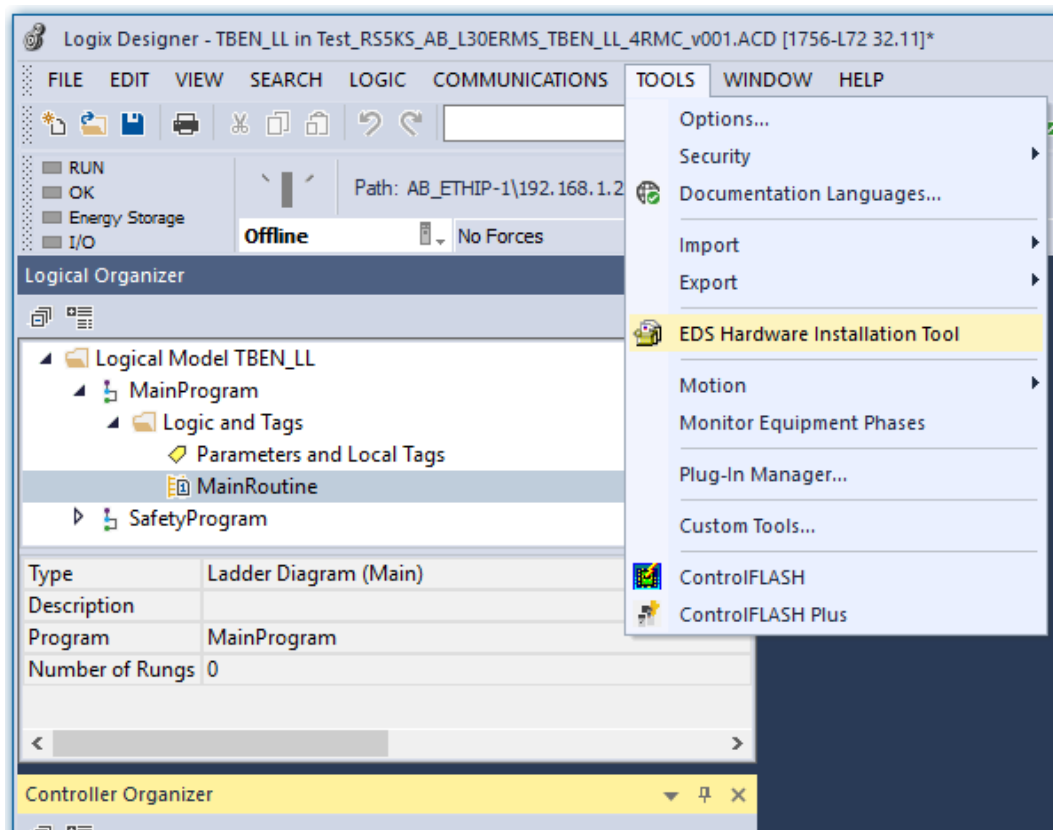 Logix Designer - TBEN_LL in Test_RS5KS_AB_L30ERMS_TBEN_LL_4RMC_v001.ACD [1756-L72 32.11]*
FILE EDIT VIEW SEARCH LOGIC COMMUNICATIONS TOOLS WINDOW HELP
RUN
OK
Energy Storage
I/O
Path: AB_ETHIP-1\192.168.1.2
Offline
No Forces
Options...
Security
Documentation Languages...
Import
Export
EDS Hardware Installation Tool
Motion
Monitor Equipment Phases
Plug-In Manager...
Custom Tools...
ControlFLASH
ControlFLASH Plus
Logical Organizer
Logical Model TBEN_LL
MainProgram
Logic and Tags
Parameters and Local Tags
MainRoutine
SafetyProgram
Type Ladder Diagram (Main)
Description
Program MainProgram
Number of Rungs 0
Controller Organizer